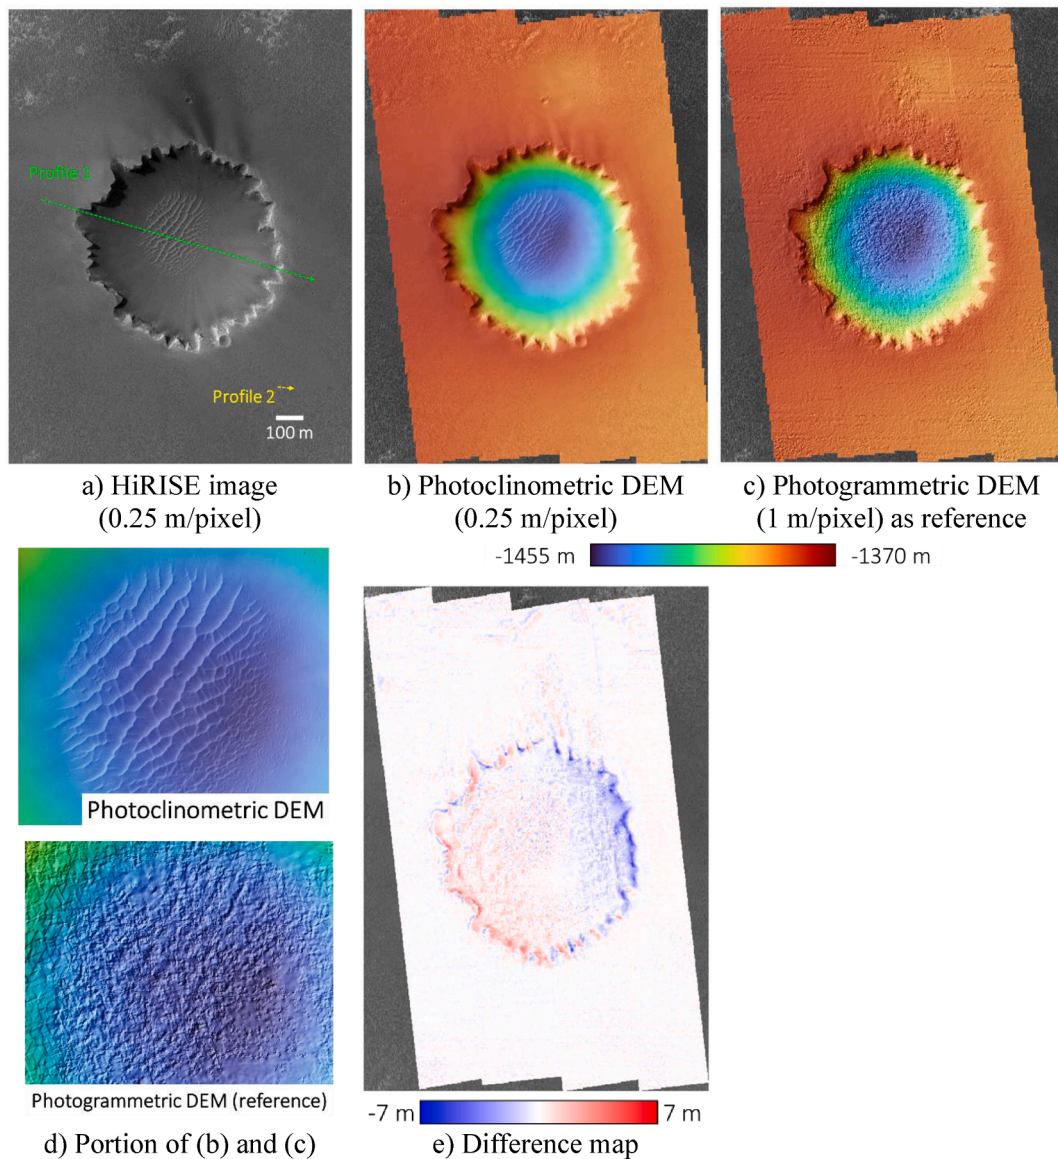 Profile 1
Profile 2
100 m
a) HiRISE image
(0.25 m/pixel)
b) Photoclinometric DEM
(0.25 m/pixel)
c) Photogrammetric DEM
(1 m/pixel) as reference
-1455 m
-1370 m
Photoclinometric DEM
Photogrammetric DEM (reference)
d) Portion of (b) and (c)
-7 m
7 m
e) Difference map